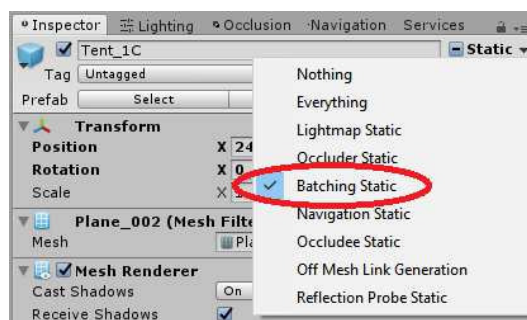 Inspector Lighting Occlusion Navigation Services
Tent_1C Static
Tag Untagged
Prefab Select
Transform
Position X 24
Rotation X 0
Scale X
Plane_002 (Mesh Filte
Mesh Pla
Mesh Renderer
Cast Shadows On
Receive Shadows
Nothing
Everything
Lightmap Static
Occluder Static
Batching Static
Navigation Static
Occludee Static
Off Mesh Link Generation
Reflection Probe Static